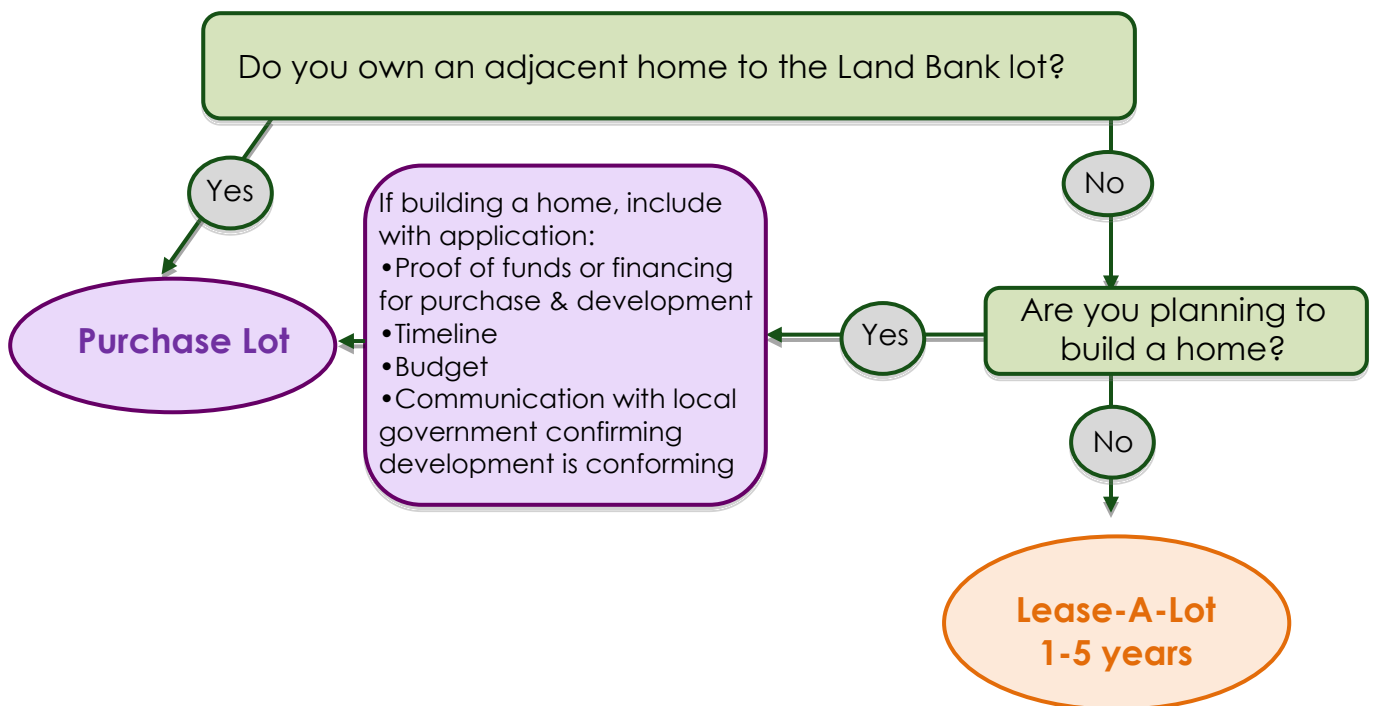 Do you own an adjacent home to the Land Bank lot?
Yes
No
If building a home, include
with application:
•Proof of funds or financing
for purchase & development
•Timeline
•Budget
•Communication with local
government confirming
development is conforming
Purchase Lot
Yes
Are you planning to
build a home?
No
Lease-A-Lot
1-5 years